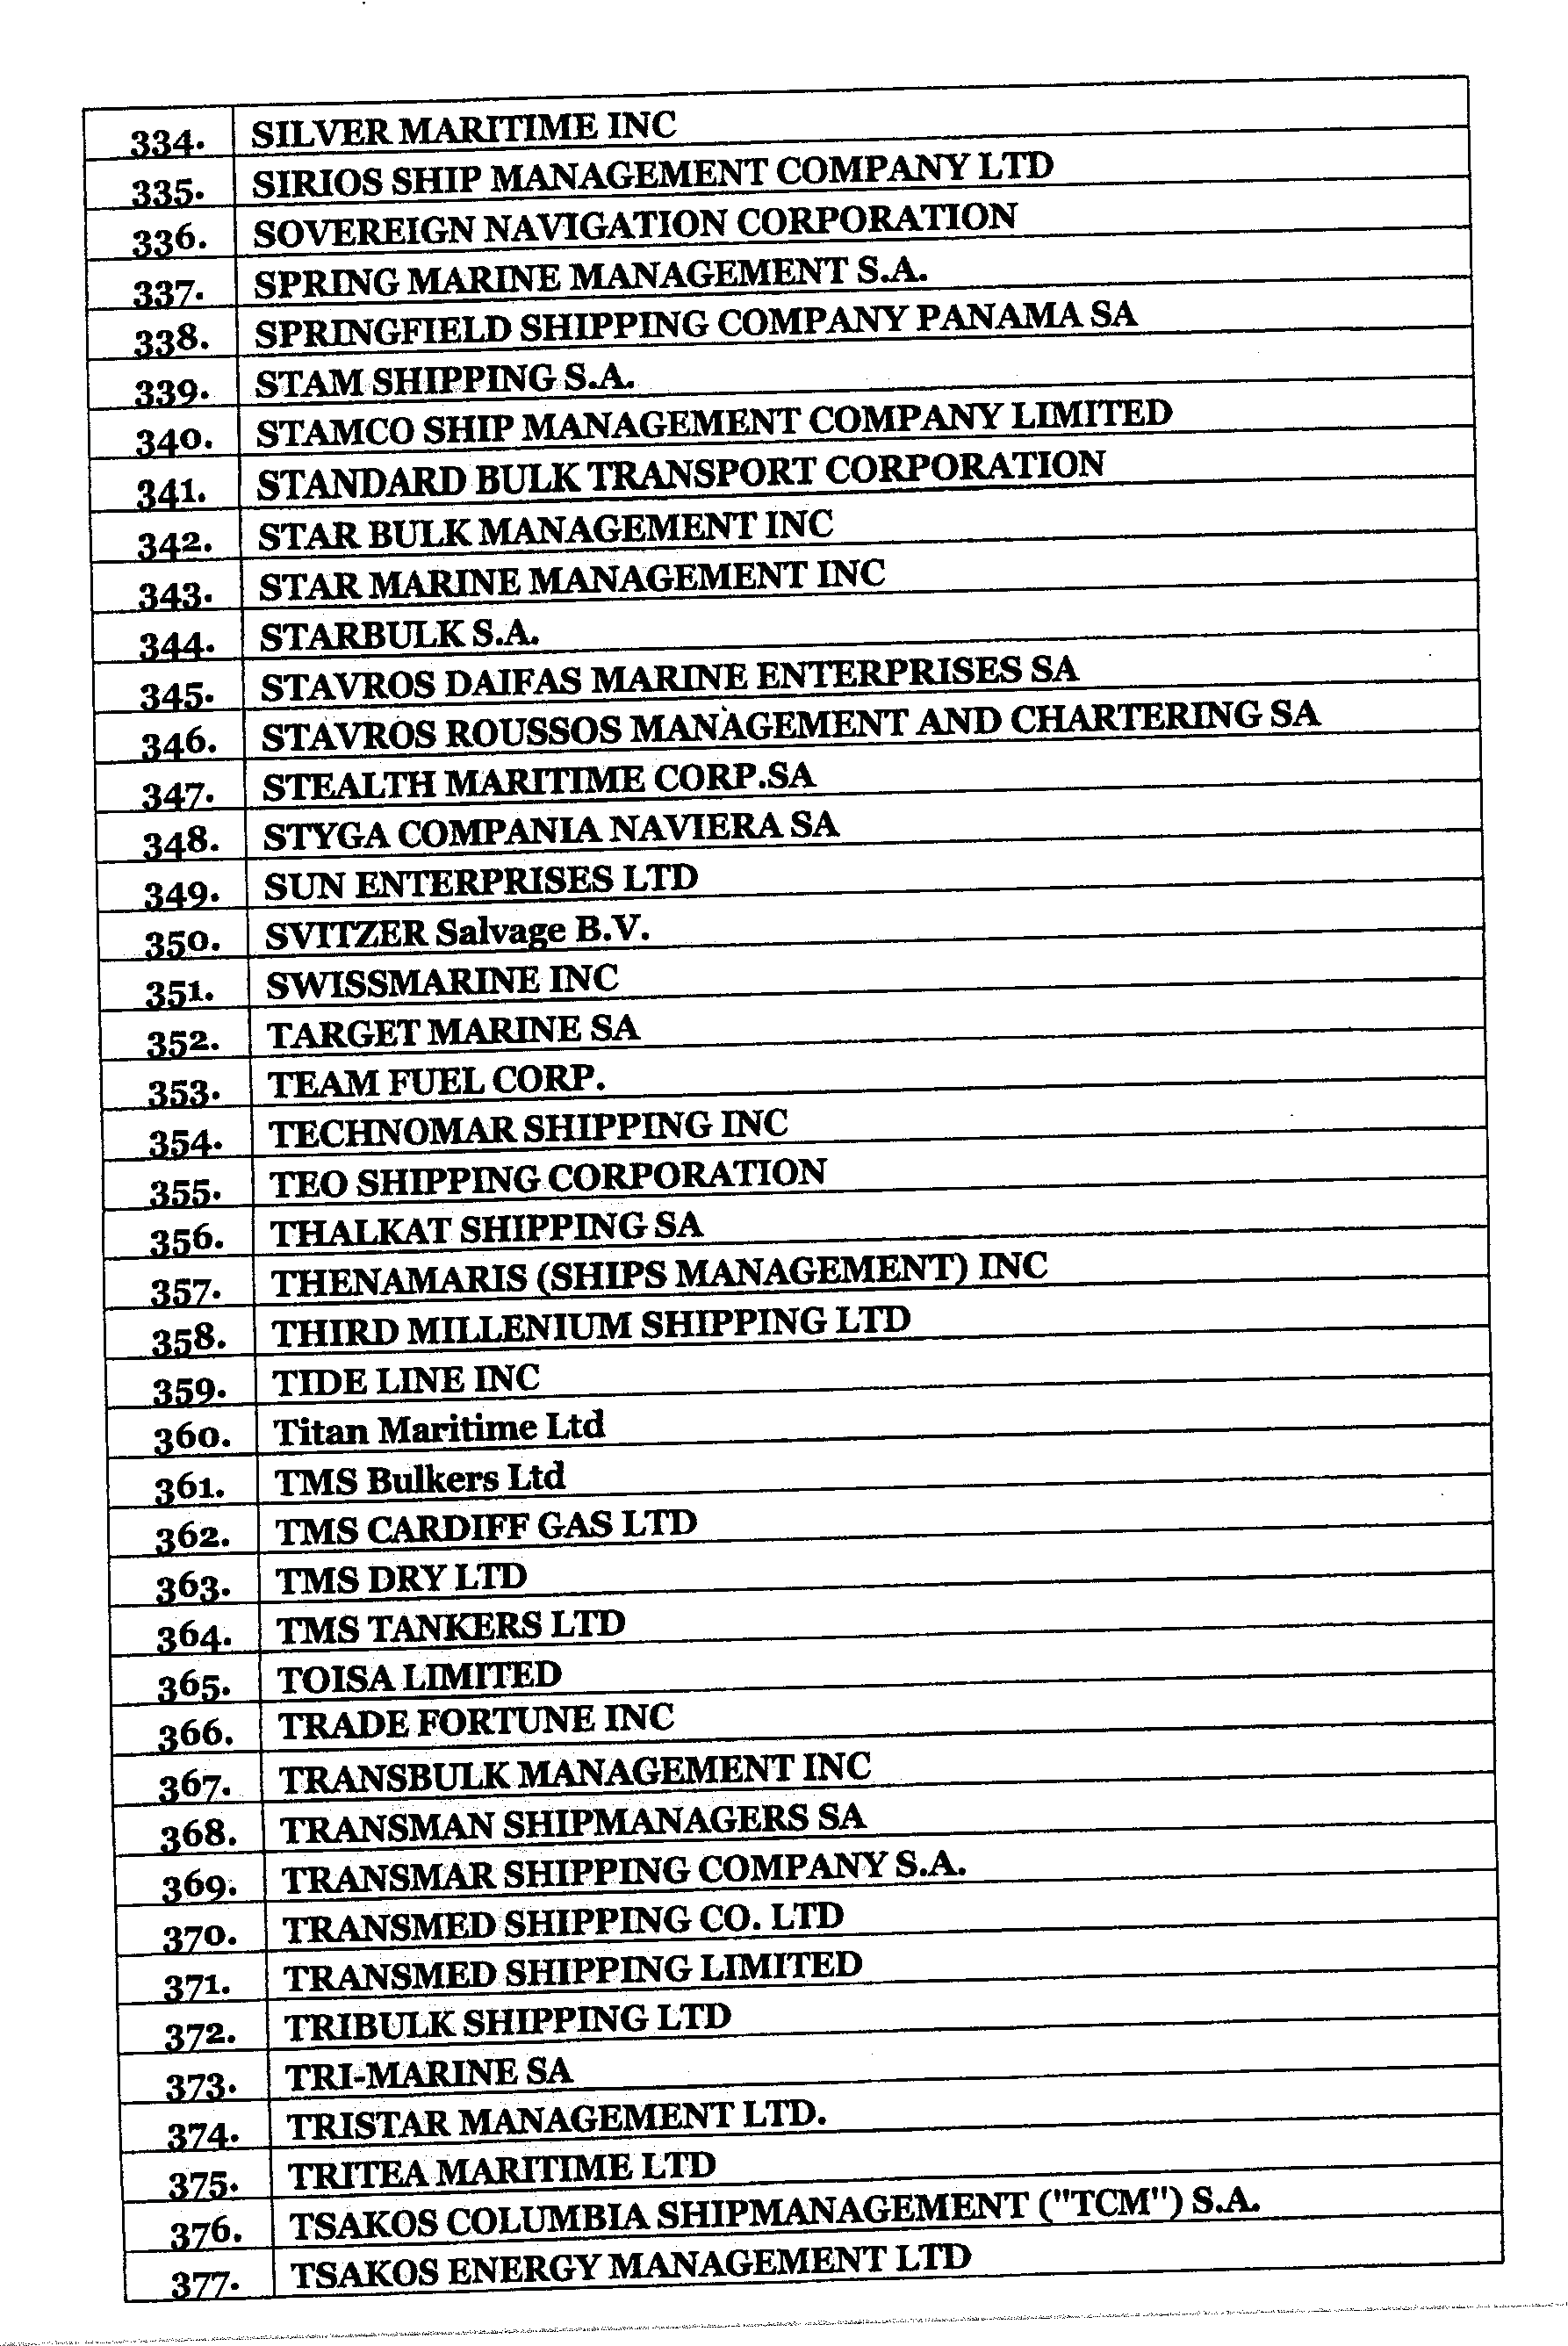 334. SILVER MARITIME INC
335. SIRIOS SHIP MANAGEMENT COMPANY LTD
336. SOVEREIGN NAVIGATION CORPORATION
337. SPRING MARINE MANAGEMENT S.A.
338. SPRINGFIELD SHIPPING COMPANY PANAMA SA
339. STAM SHIPPING S.A.
340. STAMCO SHIP MANAGEMENT COMPANY LIMITED
341. STANDARD BULK TRANSPORT CORPORATION
342. STAR BULK MANAGEMENT INC
343. STAR MARINE MANAGEMENT INC
344. STARBULK S.A.
345. STAVROS DAIFAS MARINE ENTERPRISES SA
346. STAVROS ROUSSOS MANAGEMENT AND CHARTERING SA
347. STEALTH MARITIME CORP.SA
348. STYGA COMPANIA NAVIERA SA
349. SUN ENTERPRISES LTD
350. SVITZER Salvage B.V.
351. SWISSMARINE INC
352. TARGET MARINE SA
353. TEAM FUEL CORP.
354. TECHNOMAR SHIPPING INC
355. TEO SHIPPING CORPORATION
356. THALKAT SHIPPING SA
357. THENAMARIS (SHIPS MANAGEMENT) INC
358. THIRD MILLENIUM SHIPPING LTD
359. TIDE LINE INC
360. Titan Maritime Ltd
361. TMS Bulkers Ltd
362. TMS CARDIFF GAS LTD
363. TMS DRY LTD
364. TMS TANKERS LTD
365. TOISA LIMITED
366. TRADE FORTUNE INC
367. TRANSBULK MANAGEMENT INC
368. TRANSMAN SHIPMANAGERS SA
369. TRANSMAR SHIPPING COMPANY S.A.
370. TRANSMED SHIPPING CO. LTD
371. TRANSMED SHIPPING LIMITED
372. TRIBULK SHIPPING LTD
373. TRI-MARINE SA
374. TRISTAR MANAGEMENT LTD.
375. TRITEA MARITIME LTD
376. TSAKOS COLUMBIA SHIPMANAGEMENT ("TCM") S.A.
377. TSAKOS ENERGY MANAGEMENT LTD